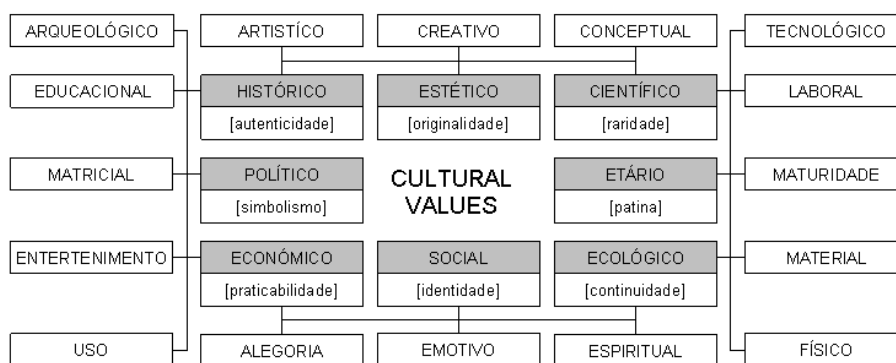 ARQUEOLÓGICO ARTISTÍCO CREATIVO CONCEPTUAL TECNOLÓGICO
EDUCACIONAL HISTÓRICO ESTÉTICO CIENTÍFICO LABORAL
[autenticidade] [originalidade] [raridade]
MATRICIAL POLÍTICO CULTURAL ETÁRIO MATURIDADE
[simbolismo] VALUES [patina]
ENTERTENIMENTO ECONÓMICO SOCIAL ECOLÓGICO MATERIAL
[praticabilidade] [identidade] [continuidade]
USO ALEGORIA EMOTIVO ESPIRITUAL FÍSICO